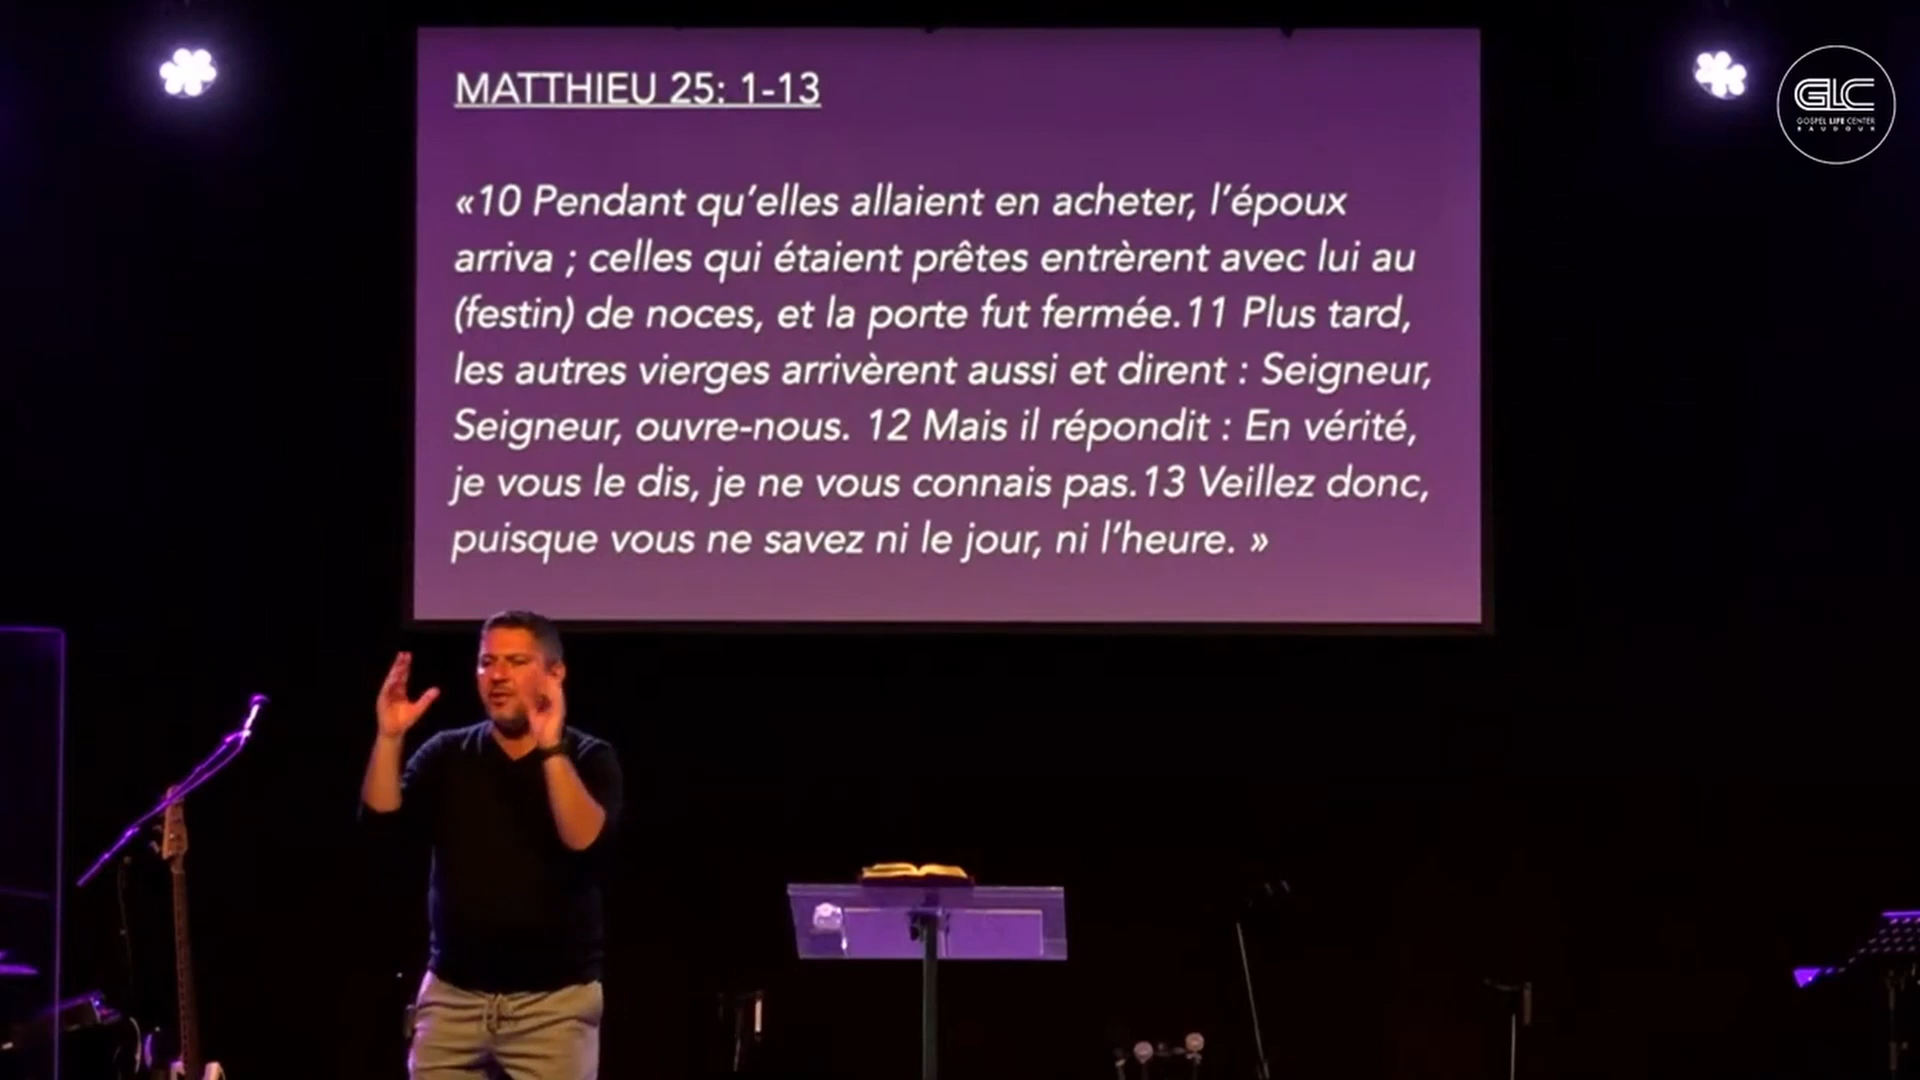 MATTHIEU 25: 1-13
«10 Pendant qu’elles allaient en acheter, l’époux
arriva ; celles qui étaient prêtes entrèrent avec lui au
(festin) de noces, et la porte fut fermée.11 Plus tard,
les autres vierges arrivèrent aussi et dirent : Seigneur,
Seigneur, ouvre-nous. 12 Mais il répondit : En vérité,
je vous le dis, je ne vous connais pas.13 Veillez donc,
puisque vous ne savez ni le jour, ni l’heure. »
GLC
GOSPEL LIFE CENTER
BAUDOUR